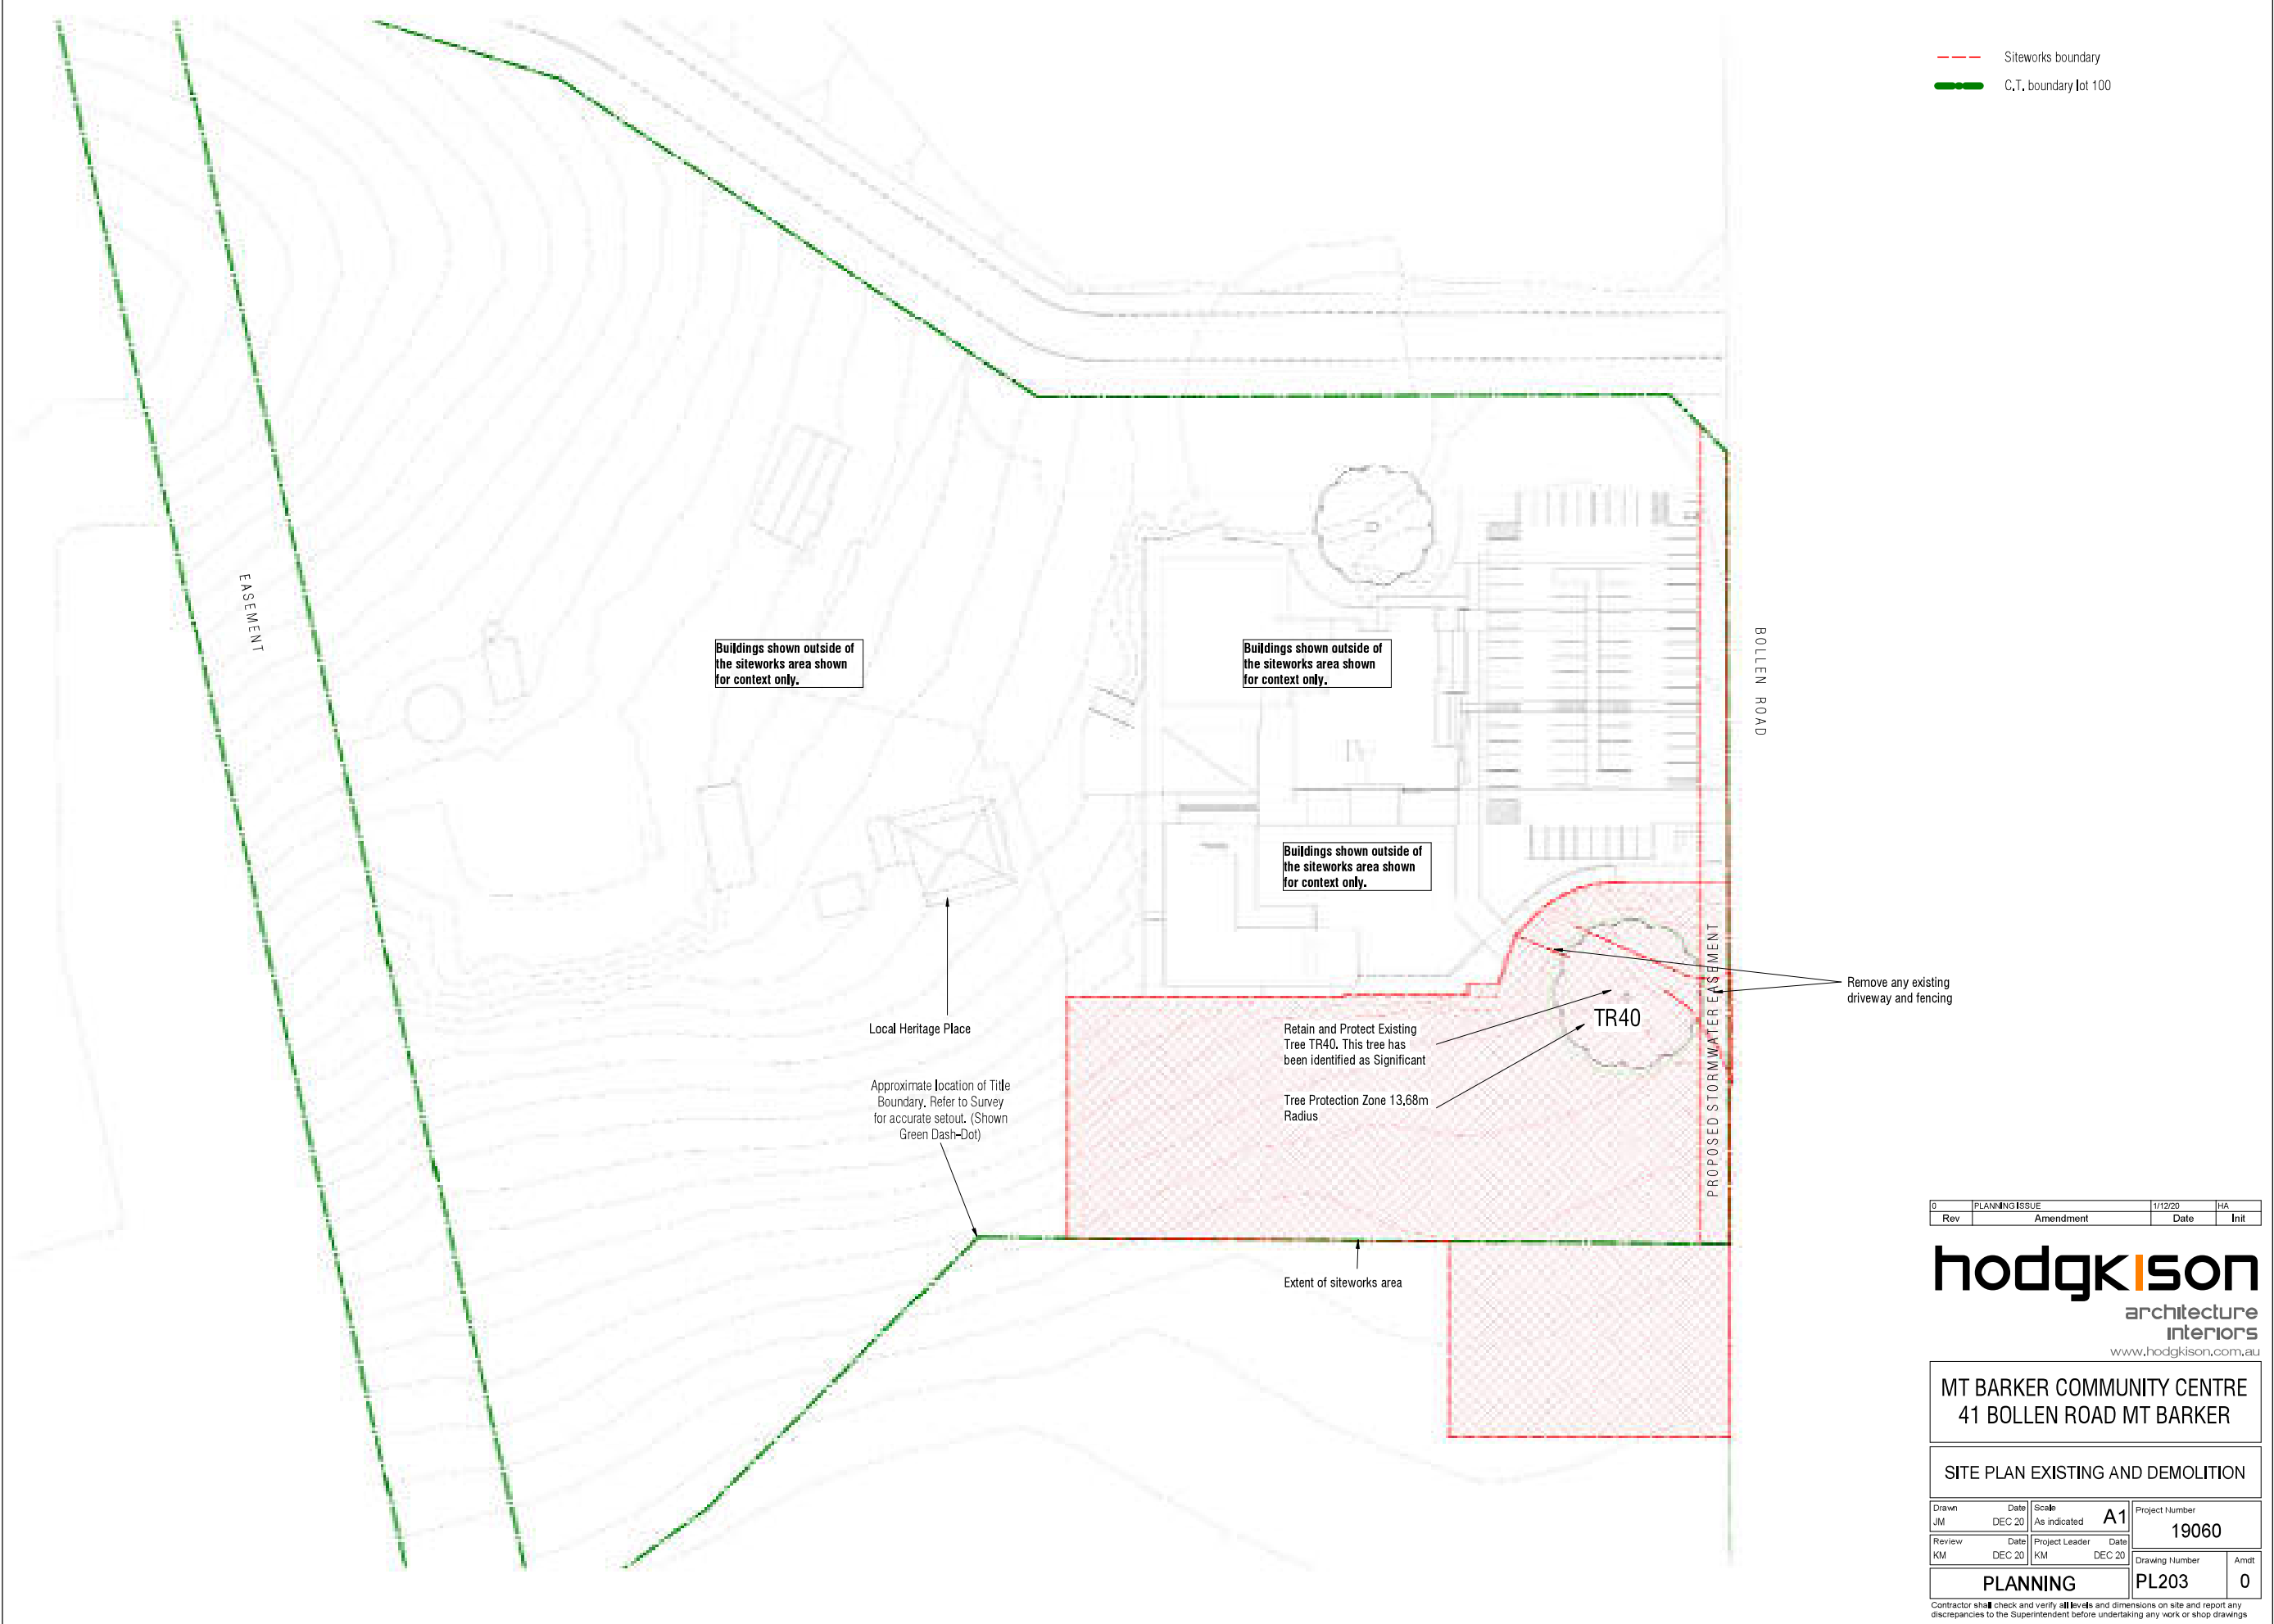 Siteworks boundary
C.T. boundary lot 100
EASEMENT
Buildings shown outside of
the siteworks area shown
for context only.
Buildings shown outside of
the siteworks area shown
for context only.
BOLLEN ROAD
Buildings shown outside of
the siteworks area shown
for context only.
Local Heritage Place
Approximate location of Title
Boundary. Refer to Survey
for accurate setout. (Shown
Green Dash-Dot)
Retain and Protect Existing
Tree TR40. This tree has
been identified as Significant
Tree Protection Zone 13.68m
Radius
TR40
PROPOSED STORMWATER EASEMENT
Remove any existing
driveway and fencing
Extent of siteworks area
0 PLANNING ISSUE 1/12/20 HA
Rev Amendment Date Init
hodgkison
architecture
interiors
www.hodgkison.com.au
MT BARKER COMMUNITY CENTRE
41 BOLLEN ROAD MT BARKER
SITE PLAN EXISTING AND DEMOLITION
Drawn Date Scale A1 Project Number
JM DEC 20 As indicated 19060
Review Date Project Leader Date
KM DEC 20 KM DEC 20 Drawing Number Amdt
PLANNING PL203 0
Contractor shall check and verify all levels and dimensions on site and report any
discrepancies to the Superintendent before undertaking any work or shop drawings